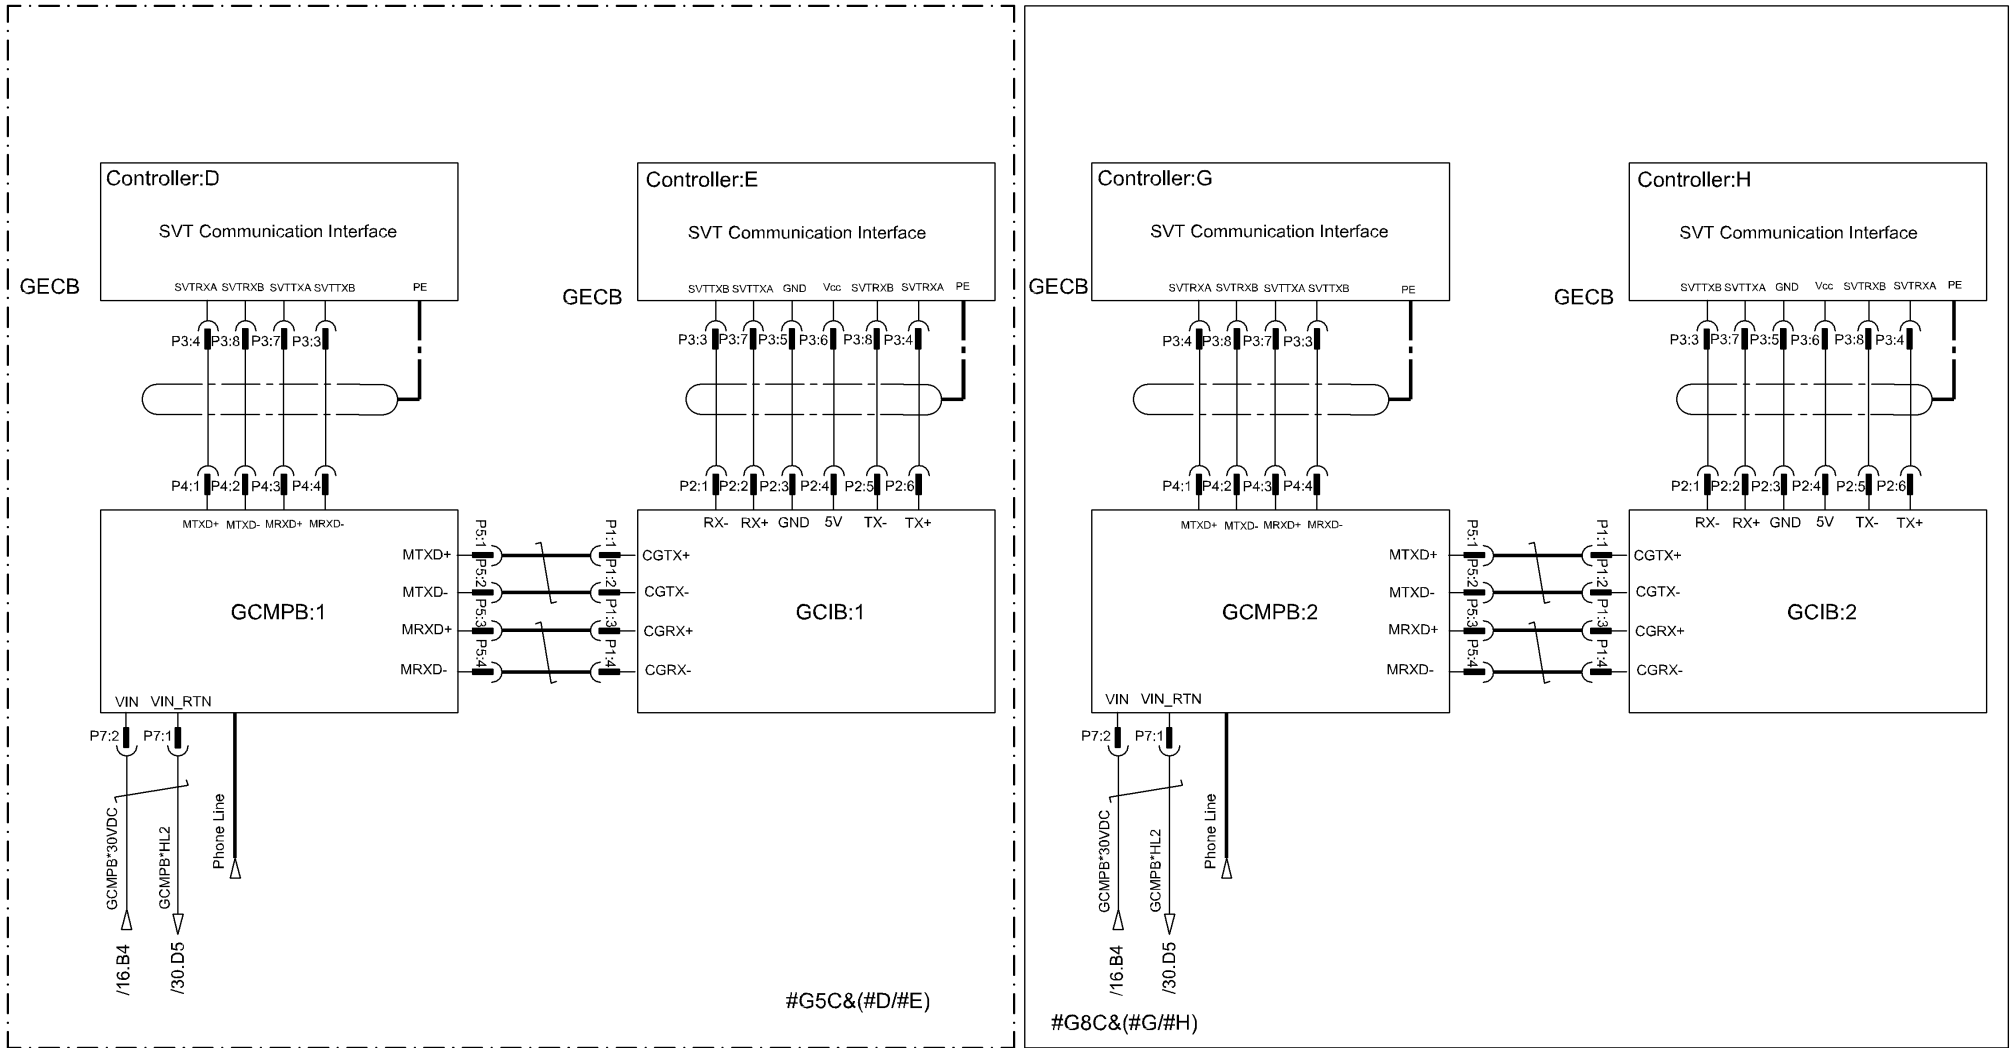 Controller:D
SVT Communication Interface
GECB
SVTRXA SVTRXB SVTTXA SVTTXB PE
P3:4 P3:8 P3:7 P3:3
P4:1 P4:2 P4:3 P4:4
MTXD+ MTXD- MRXD+ MRXD-
GCMPB:1
MTXD+
MTXD-
MRXD+
MRXD-
P5:1
P5:2
P5:3
P5:4
VIN VIN_RTN
P7:2 P7:1
GCMPB*30VDC
GCMPB*HL2
Phone Line
/16.B4
/30.D5
Controller:E
SVT Communication Interface
GECB
SVTTXB SVTTXA GND Vcc SVTRXB SVTRXA PE
P3:3 P3:7 P3:5 P3:6 P3:8 P3:4
P2:1 P2:2 P2:3 P2:4 P2:5 P2:6
RX- RX+ GND 5V TX- TX+
P1:1
P1:2
P1:3
P1:4
CGTX+
CGTX-
CGRX+
CGRX-
GCIB:1
#G5C&(#D/#E)
Controller:G
SVT Communication Interface
GECB
SVTRXA SVTRXB SVTTXA SVTTXB PE
P3:4 P3:8 P3:7 P3:3
P4:1 P4:2 P4:3 P4:4
MTXD+ MTXD- MRXD+ MRXD-
GCMPB:2
MTXD+
MTXD-
MRXD+
MRXD-
P5:1
P5:2
P5:3
P5:4
VIN VIN_RTN
P7:2 P7:1
GCMPB*30VDC
GCMPB*HL2
Phone Line
/16.B4
/30.D5
Controller:H
SVT Communication Interface
GECB
SVTTXB SVTTXA GND Vcc SVTRXB SVTRXA PE
P3:3 P3:7 P3:5 P3:6 P3:8 P3:4
P2:1 P2:2 P2:3 P2:4 P2:5 P2:6
RX- RX+ GND 5V TX- TX+
P1:1
P1:2
P1:3
P1:4
CGTX+
CGTX-
CGRX+
CGRX-
GCIB:2
#G8C&(#G/#H)